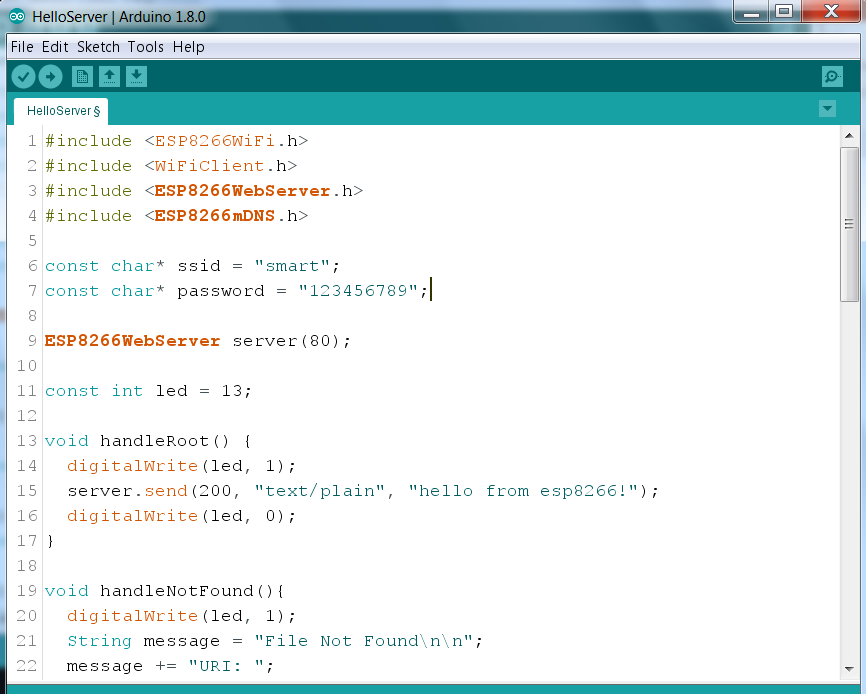 HelloServer | Arduino 1.8.0
File Edit Sketch Tools Help
HelloServer §
1 #include <ESP8266WiFi.h>
2 #include <WiFiClient.h>
3 #include <ESP8266WebServer.h>
4 #include <ESP8266mDNS.h>
5
6 const char* ssid = "smart";
7 const char* password = "123456789";
8
9 ESP8266WebServer server(80);
10
11 const int led = 13;
12
13 void handleRoot() {
14   digitalWrite(led, 1);
15   server.send(200, "text/plain", "hello from esp8266!");
16   digitalWrite(led, 0);
17 }
18
19 void handleNotFound(){
20   digitalWrite(led, 1);
21   String message = "File Not Found\n\n";
22   message += "URI: ";